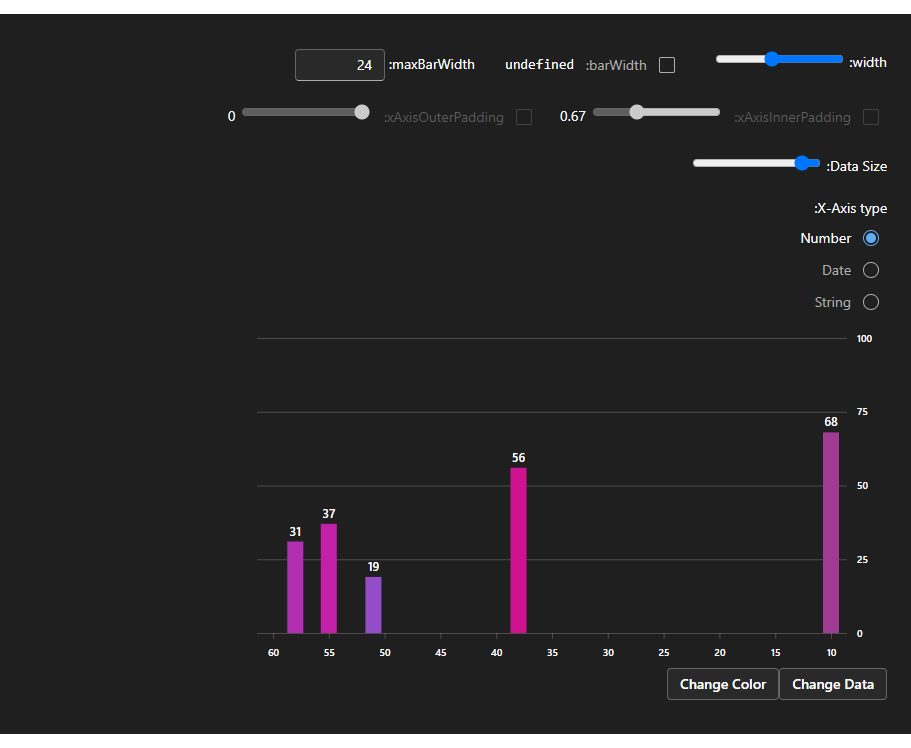 24 :maxBarWidth undefined :barWidth :width
0 :xAxisOuterPadding 0.67 :xAxisInnerPadding
:Data Size
:X-Axis type
Number
Date
String
100
75
68
56
50
37
31
25
19
0
60 55 50 45 40 35 30 25 20 15 10
Change Color Change Data